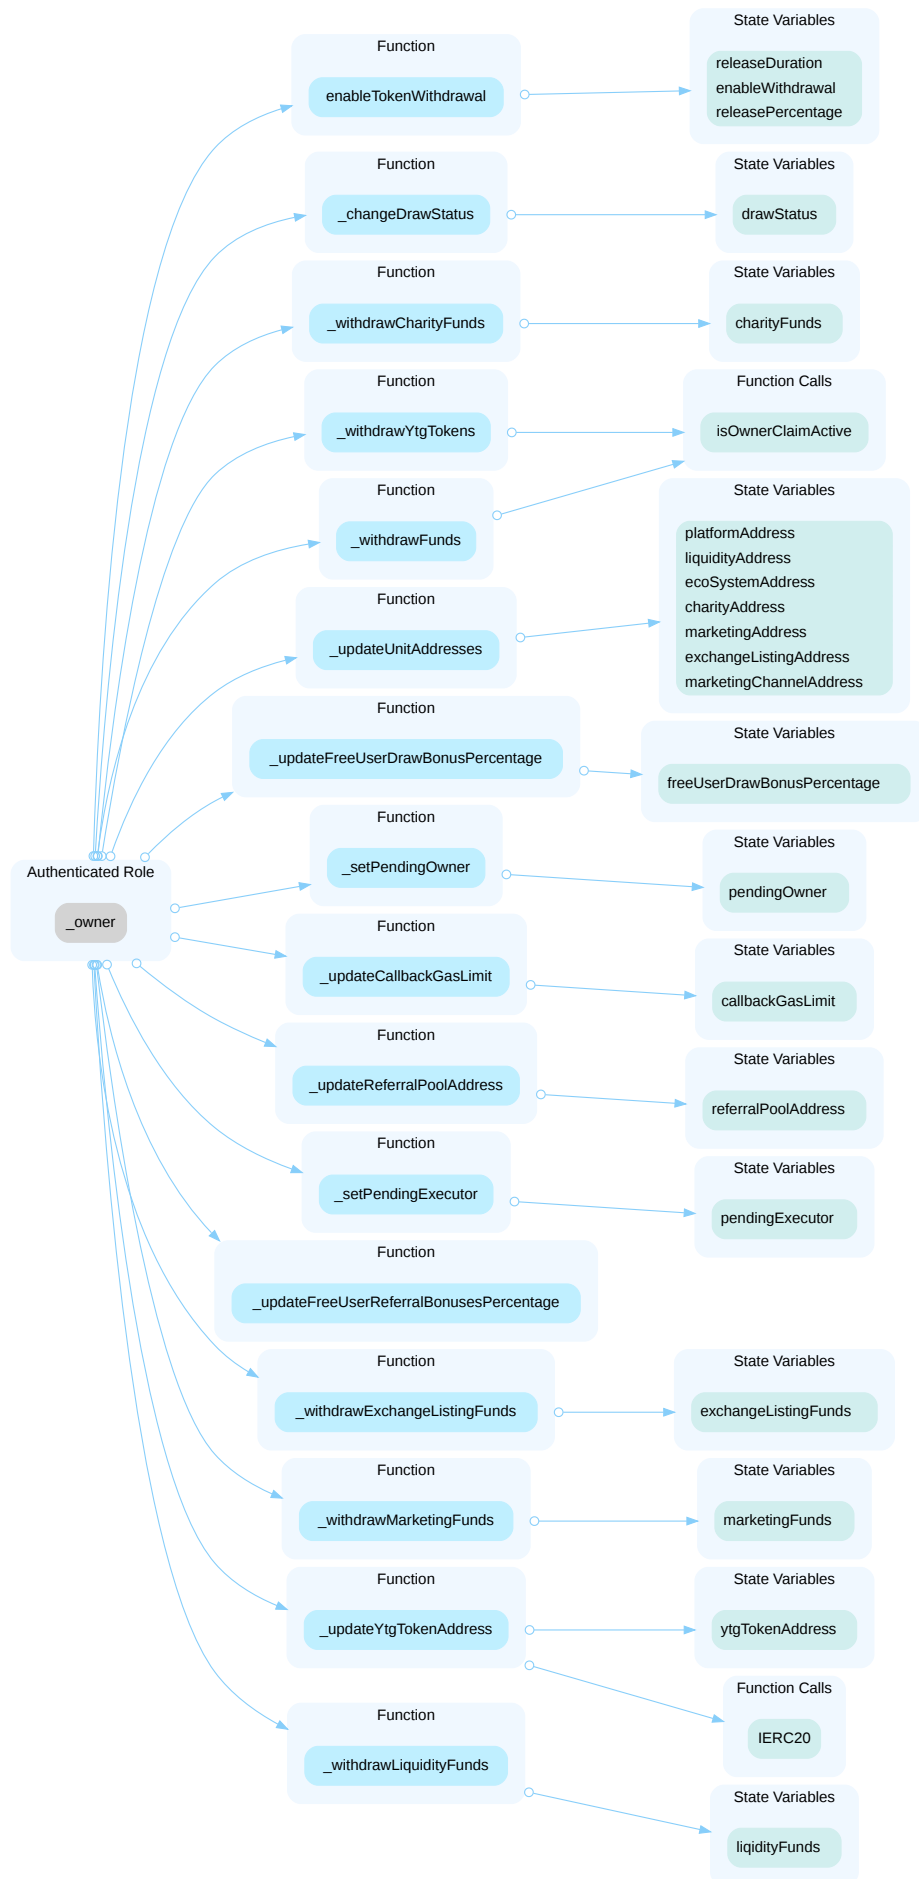 Function
enableTokenWithdrawal
State Variables
releaseDuration
enableWithdrawal
releasePercentage
Function
_changeDrawStatus
State Variables
drawStatus
Function
_withdrawCharityFunds
State Variables
charityFunds
Function
_withdrawYtgTokens
Function Calls
isOwnerClaimActive
Function
_withdrawFunds
Function
_updateUnitAddresses
State Variables
platformAddress
liquidityAddress
ecoSystemAddress
charityAddress
marketingAddress
exchangeListingAddress
marketingChannelAddress
Function
_updateFreeUserDrawBonusPercentage
State Variables
freeUserDrawBonusPercentage
Authenticated Role
_owner
Function
_setPendingOwner
State Variables
pendingOwner
Function
_updateCallbackGasLimit
State Variables
callbackGasLimit
Function
_updateReferralPoolAddress
State Variables
referralPoolAddress
Function
_setPendingExecutor
State Variables
pendingExecutor
Function
_updateFreeUserReferralBonusesPercentage
Function
_withdrawExchangeListingFunds
State Variables
exchangeListingFunds
Function
_withdrawMarketingFunds
State Variables
marketingFunds
Function
_updateYtgTokenAddress
State Variables
ytgTokenAddress
Function Calls
IERC20
Function
_withdrawLiquidityFunds
State Variables
liqidityFunds